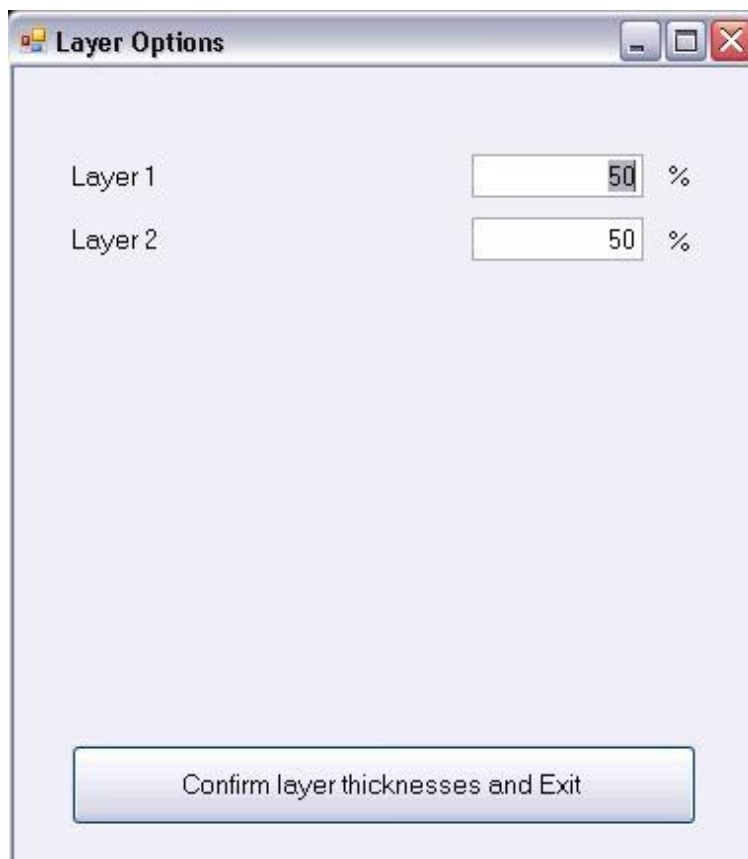 Layer Options
Layer 1 50 %
Layer 2 50 %
Confirm layer thicknesses and Exit